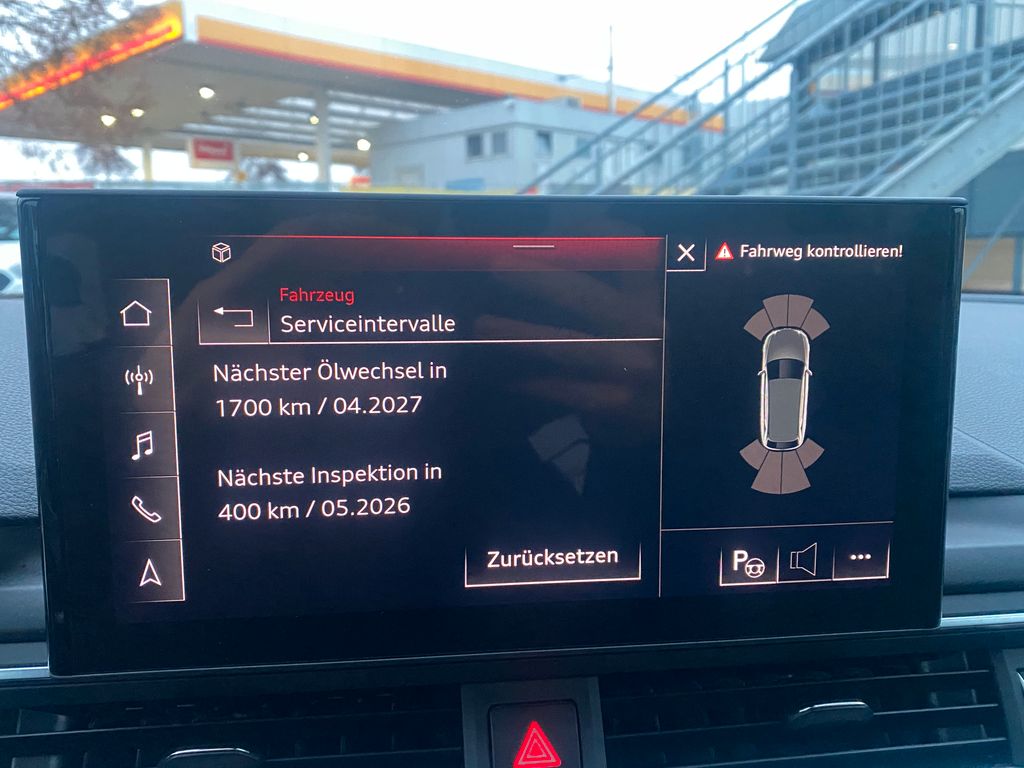 Fahrweg kontrollieren!
Fahrzeug
Serviceintervalle
Nächster Ölwechsel in
1700 km / 04.2027
Nächste Inspektion in
400 km / 05.2026
Zurücksetzen
P